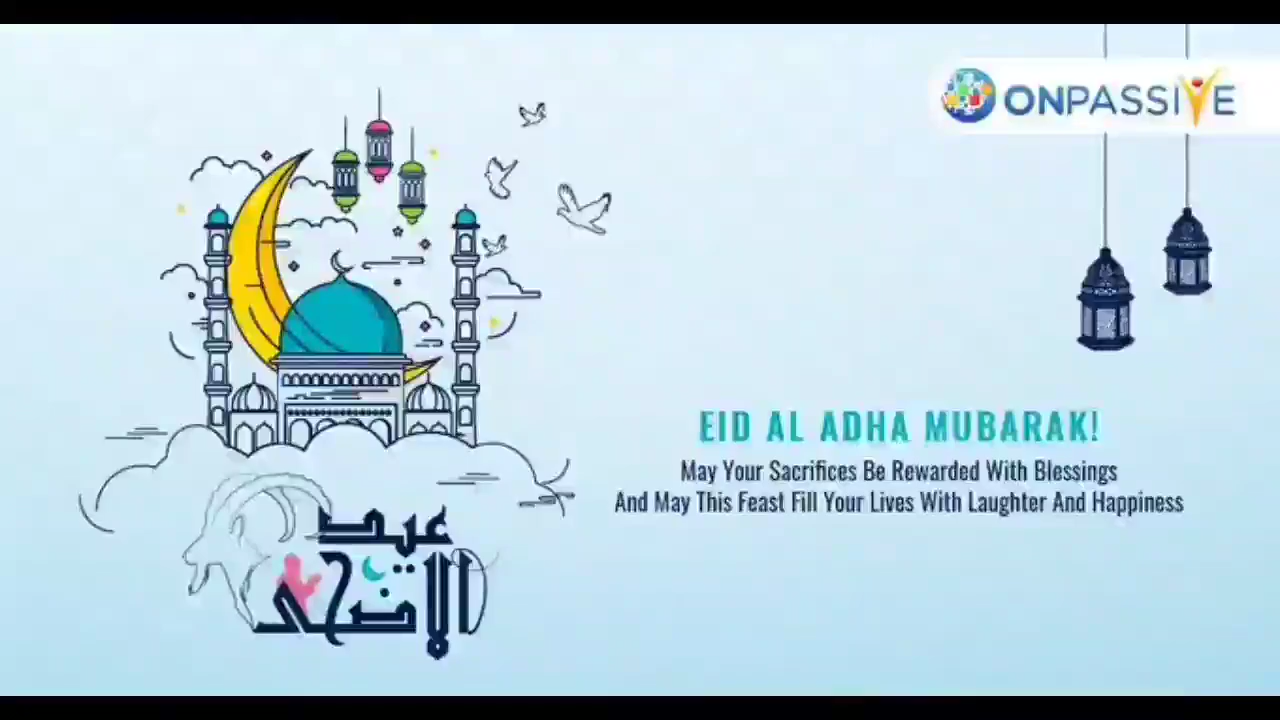 ONPASSIVE
EID AL ADHA MUBARAK!
May Your Sacrifices Be Rewarded With Blessings
And May This Feast Fill Your Lives With Laughter And Happiness
عيد
الاضحى